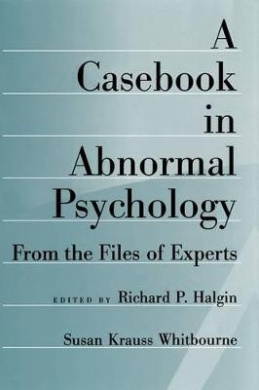 A
Casebook
in
Abnormal
Psychology
From the Files of Experts
EDITED BY Richard P. Halgin
Susan Krauss Whitbourne